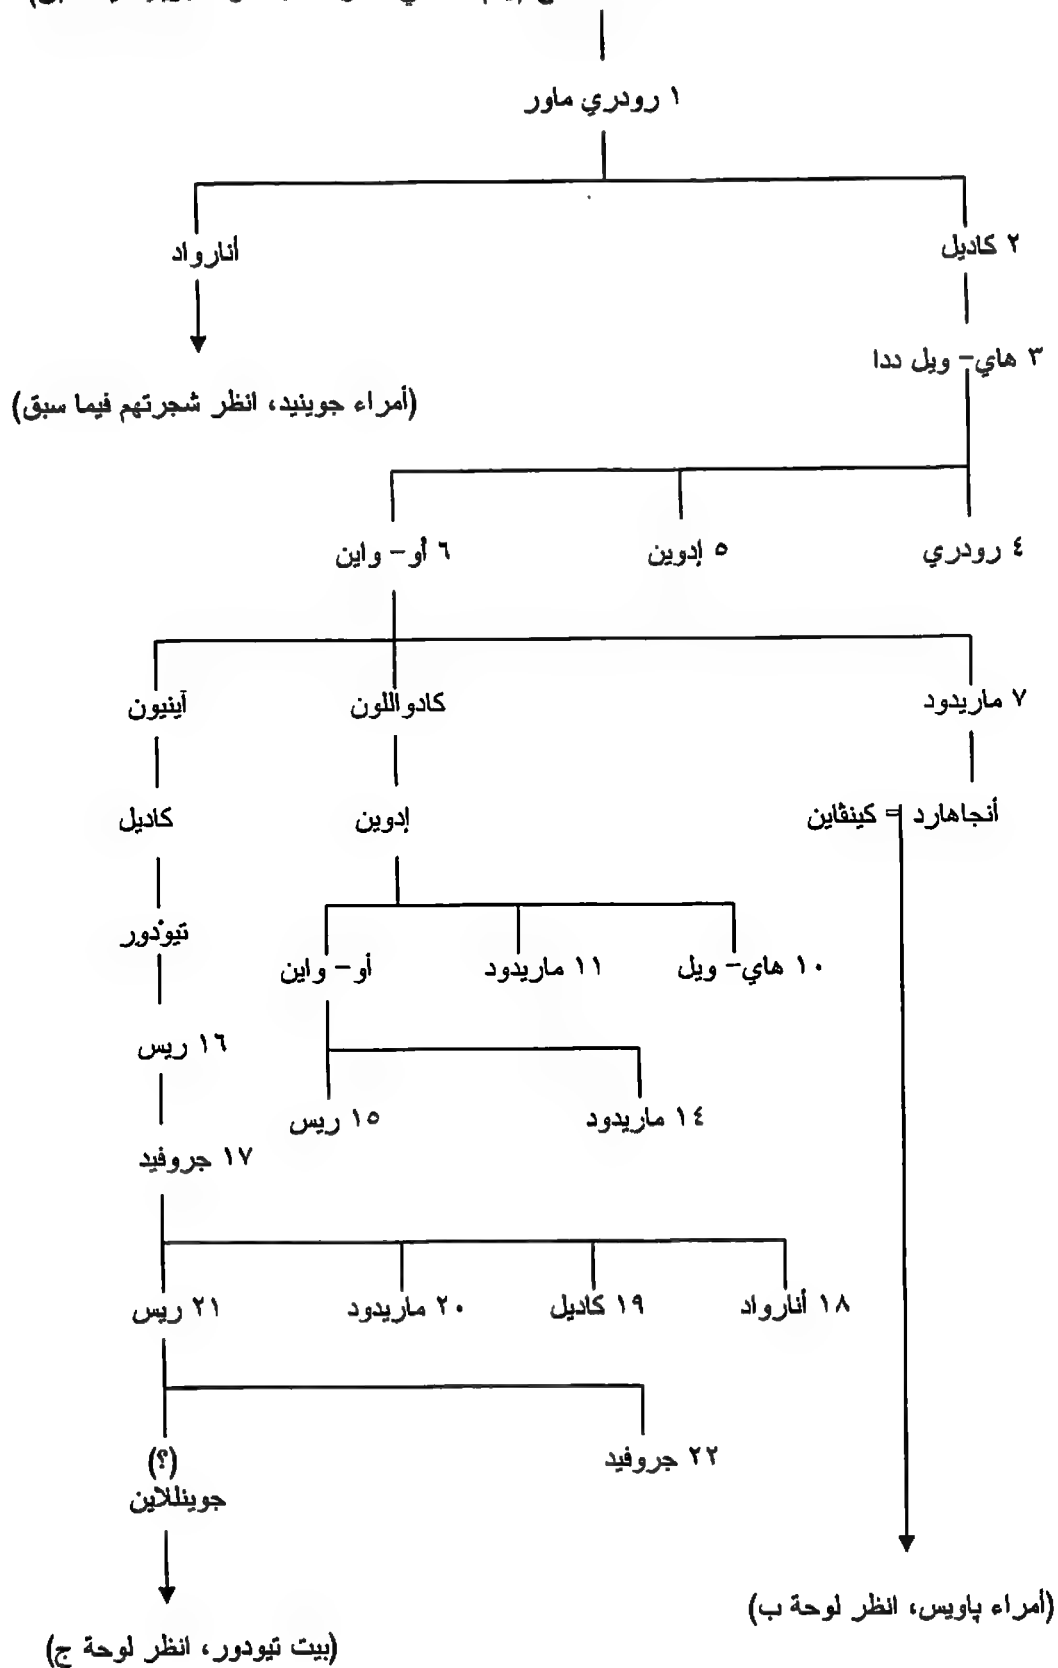 ١ رودري ماور
٢ كاديل
أنارواد
٣ هاي- ويل ددا
(أمراء جوينيد، انظر شجرتهم فيما سبق)
٤ رودري
٥ إدوين
٦ أو- واين
٧ ماريدود
كادواللون
آينيون
أنجاهارد = كينڤاين
إدوين
كاديل
تيودور
١٠ هاي- ويل
١١ ماريدود
أو- واين
١٦ ريس
١٤ ماريدود
١٥ ريس
١٧ جروفيد
١٨ أنارواد
١٩ كاديل
٢٠ ماريدود
٢١ ريس
٢٢ جروفيد
(؟)
جوينللاين
(أمراء پاويس، انظر لوحة ب)
(بيت تيودور، انظر لوحة ج)